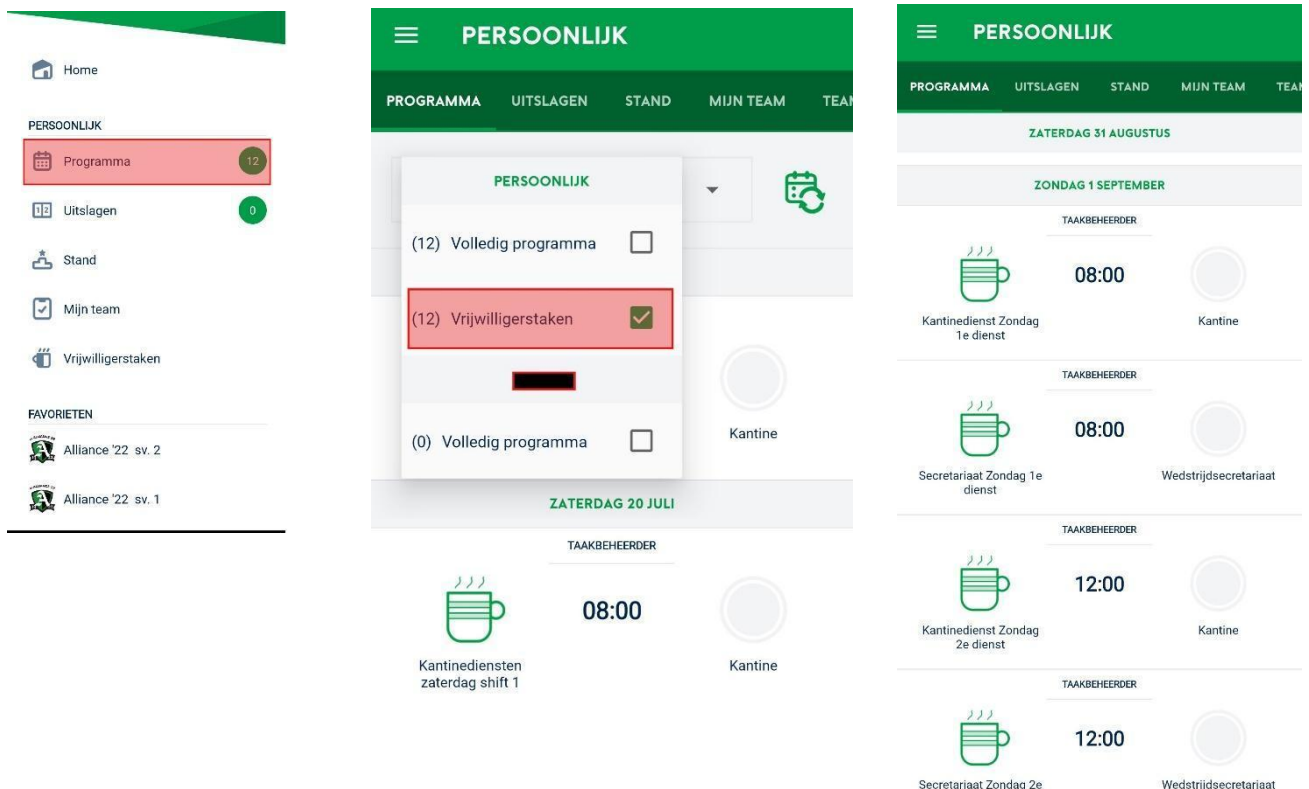 Home
PERSOONLIJK
Programma 12
Uitslagen 0
Stand
Mijn team
Vrijwilligerstaken
FAVORIETEN
Alliance '22 sv. 2
Alliance '22 sv. 1
PERSOONLIJK
PROGRAMMA UITSLAGEN STAND MIJN TEAM TEAM
PERSOONLIJK
(12) Volledig programma
(12) Vrijwilligerstaken
(0) Volledig programma
Kantine
ZATERDAG 20 JULI
TAAKBEHEERDER
08:00
Kantinediensten
zaterdag shift 1
Kantine
PERSOONLIJK
PROGRAMMA UITSLAGEN STAND MIJN TEAM TEAM
ZATERDAG 31 AUGUSTUS
ZONDAG 1 SEPTEMBER
TAAKBEHEERDER
08:00
Kantinedienst Zondag
1e dienst
Kantine
TAAKBEHEERDER
08:00
Secretariaat Zondag 1e
dienst
Wedstrijdsecretariaat
TAAKBEHEERDER
12:00
Kantinedienst Zondag
2e dienst
Kantine
TAAKBEHEERDER
12:00
Secretariaat Zondag 2e
Wedstrijdsecretariaat